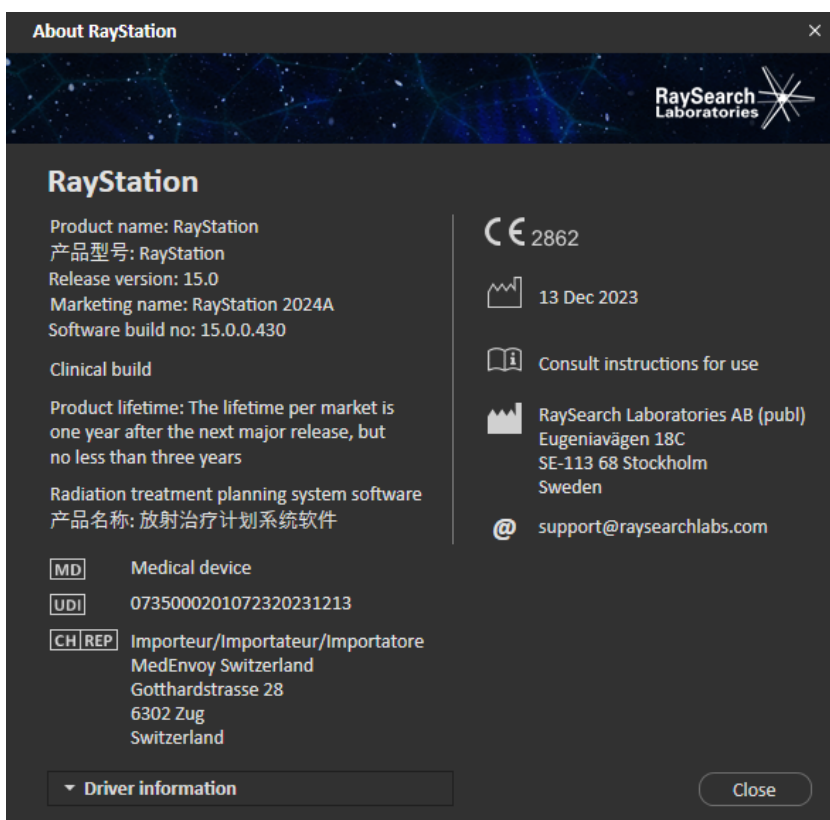 About RayStation
RaySearch
Laboratories
RayStation
Product name: RayStation
产品型号: RayStation
Release version: 15.0
Marketing name: RayStation 2024A
Software build no: 15.0.0.430
Clinical build
Product lifetime: The lifetime per market is
one year after the next major release, but
no less than three years
Radiation treatment planning system software
产品名称: 放射治疗计划系统软件
MD Medical device
UDI 0735000201072320231213
CH REP Importeur/Importateur/Importatore
MedEnvoy Switzerland
Gotthardstrasse 28
6302 Zug
Switzerland
CE 2862
13 Dec 2023
i Consult instructions for use
RaySearch Laboratories AB (publ)
Eugeniavägen 18C
SE-113 68 Stockholm
Sweden
@ support@raysearchlabs.com
Driver information
Close